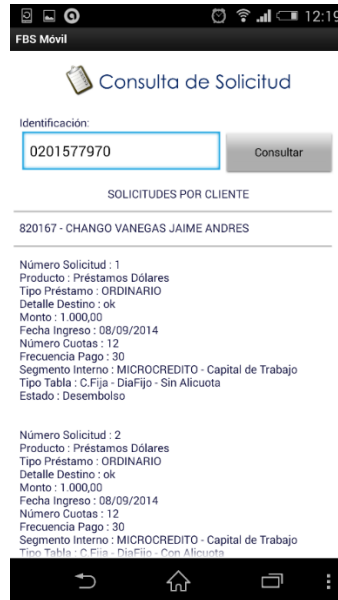 12:19
FBS Móvil
Consulta de Solicitud
Identificación:
0201577970
Consultar
SOLICITUDES POR CLIENTE
820167 - CHANGO VANEGAS JAIME ANDRES
Número Solicitud : 1
Producto : Préstamos Dólares
Tipo Préstamo : ORDINARIO
Detalle Destino : ok
Monto : 1.000,00
Fecha Ingreso : 08/09/2014
Número Cuotas : 12
Frecuencia Pago : 30
Segmento Interno : MICROCREDITO - Capital de Trabajo
Tipo Tabla : C.Fija - DiaFijo - Sin Alicuota
Estado : Desembolso
Número Solicitud : 2
Producto : Préstamos Dólares
Tipo Préstamo : ORDINARIO
Detalle Destino : ok
Monto : 1.000,00
Fecha Ingreso : 08/09/2014
Número Cuotas : 12
Frecuencia Pago : 30
Segmento Interno : MICROCREDITO - Capital de Trabajo
Tipo Tabla : C.Fija - DiaFijo - Con Alicuota